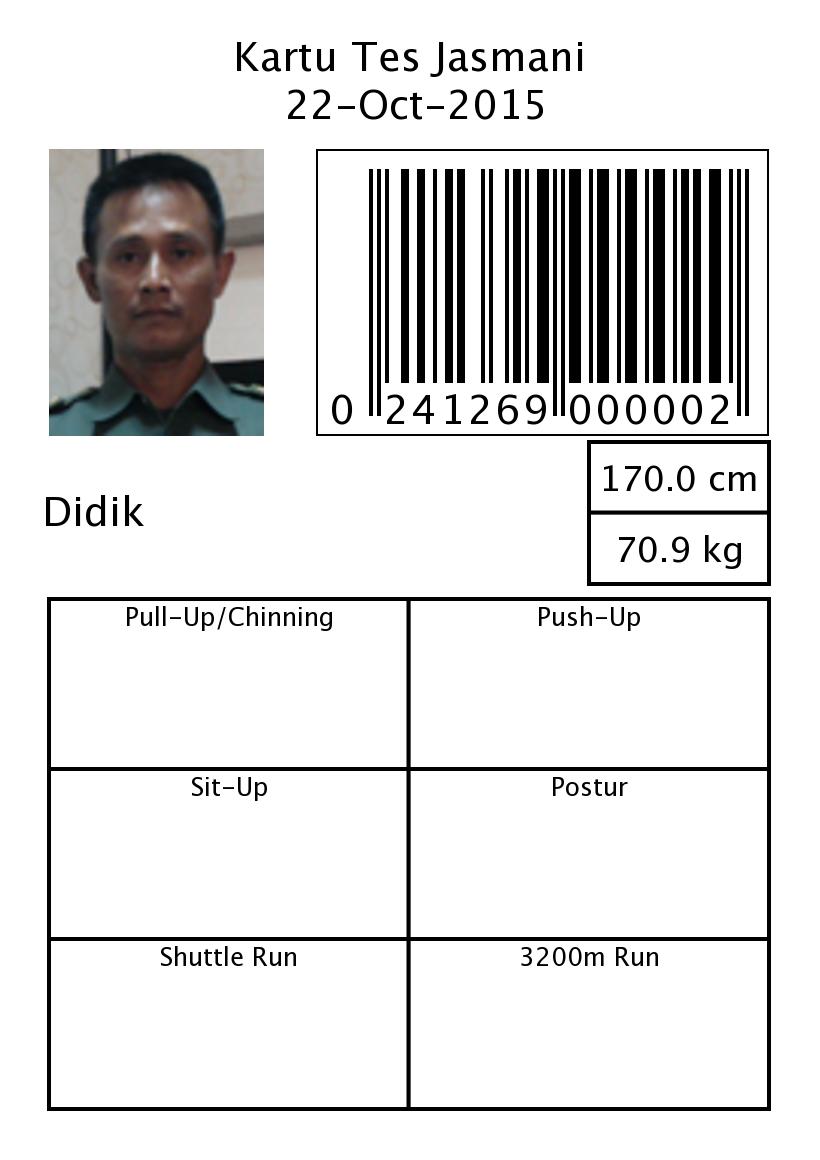 Kartu Tes Jasmani
22-Oct-2015
0 241269 000002
170.0 cm
Didik
70.9 kg
Pull-Up/Chinning
Push-Up
Sit-Up
Postur
Shuttle Run
3200m Run